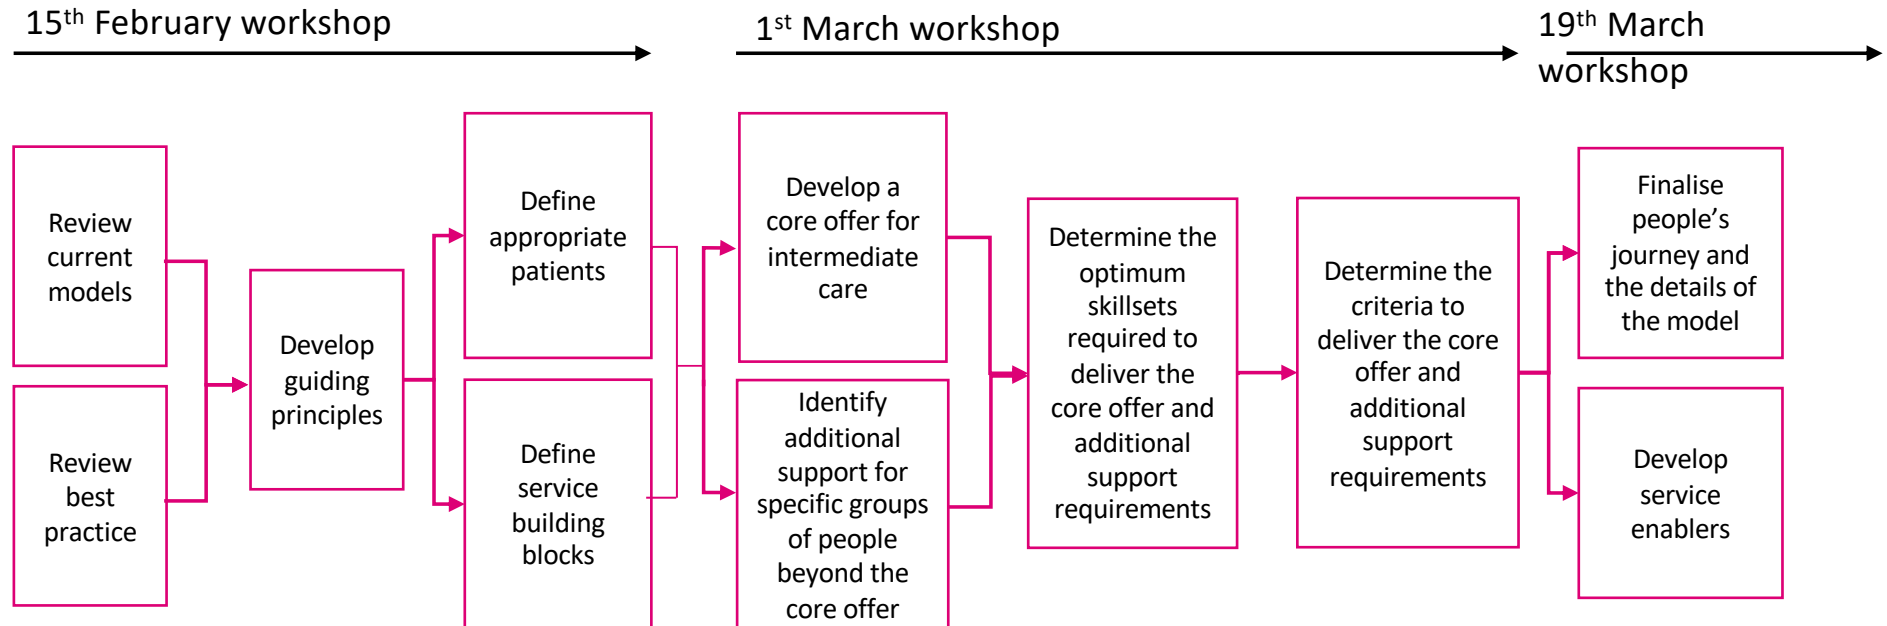 15th February workshop
1st March workshop
19th March
workshop
Review
current
models
Review
best
practice
Develop
guiding
principles
Define
appropriate
patients
Define
service
building
blocks
Develop a
core offer for
intermediate
care
Identify
additional
support for
specific groups
of people
beyond the
core offer
Determine the
optimum
skillsets
required to
deliver the
core offer and
additional
support
requirements
Determine the
criteria to
deliver the core
offer and
additional
support
requirements
Finalise
people’s
journey and
the details of
the model
Develop
service
enablers